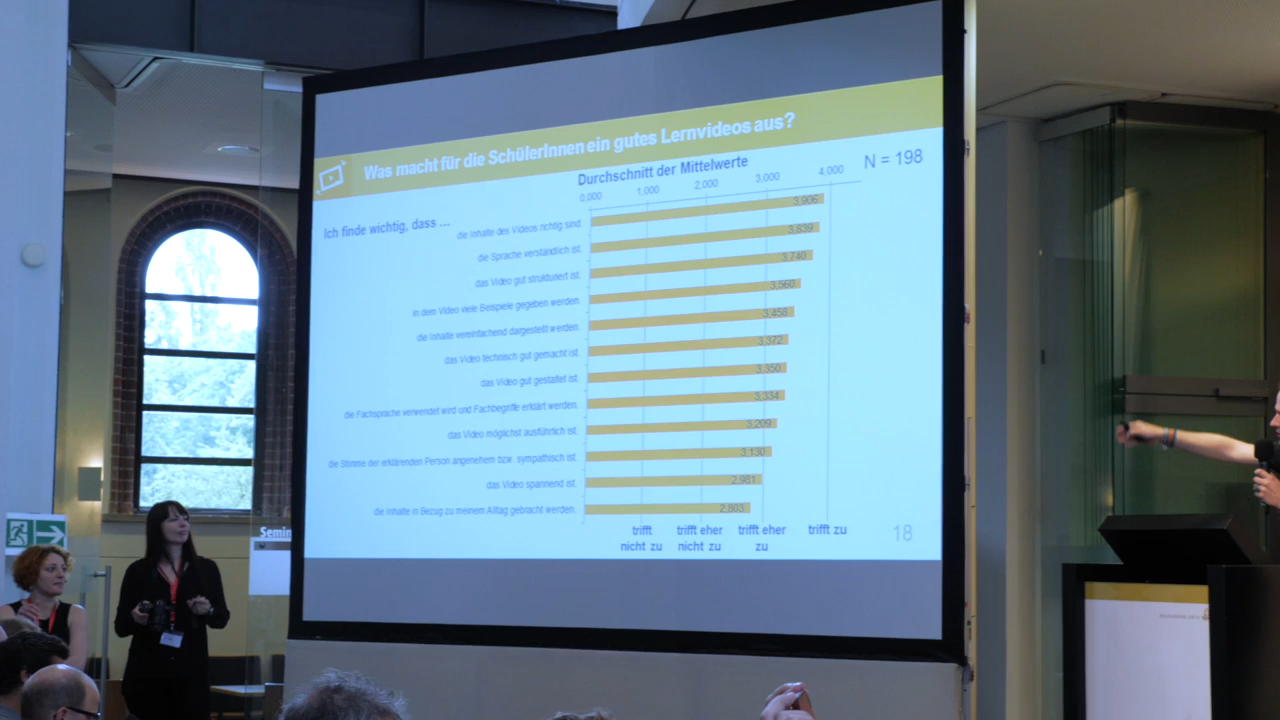 Was macht für die SchülerInnen ein gutes Lernvideos aus?
Durchschnitt der Mittelwerte
N = 198
0,000 1,000 2,000 3,000 4,000
Ich finde wichtig, dass ...
die Inhalte des Videos richtig sind. 3,906
die Sprache verständlich ist. 3,839
das Video gut strukturiert ist. 3,740
in dem Video viele Beispiele gegeben werden. 3,560
die Inhalte vereinfachend dargestellt werden. 3,458
das Video technisch gut gemacht ist. 3,372
das Video gut gestaltet ist. 3,350
die Fachsprache verwendet wird und Fachbegriffe erklärt werden. 3,334
das Video möglichst ausführlich ist. 3,209
die Stimme der erklärenden Person angenehem bzw. sympathisch ist. 3,130
das Video spannend ist. 2,981
die Inhalte in Bezug zu meinem Alltag gebracht werden. 2,803
trifft nicht zu
trifft eher nicht zu
trifft eher zu
trifft zu
18
Semin